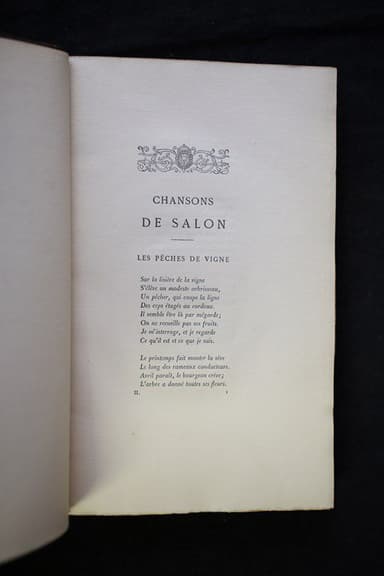 CHANSONS
DE SALON
LES PÊCHES DE VIGNE
Sur la lisière de la vigne
S'élève un modeste arbrisseau,
Un pêcher, qui coupe la ligne
Des ceps étagés au cordeau.
Il semble être là par mégarde;
On ne recueille pas ses fruits.
Je m'interroge, et je regarde
Ce qu'il est et ce que je suis.
Le printemps fait monter la sève
Le long des rameaux conducteurs.
Avril paraît, le bourgeon crève;
L'arbre a donné toutes ses fleurs.
II. 1